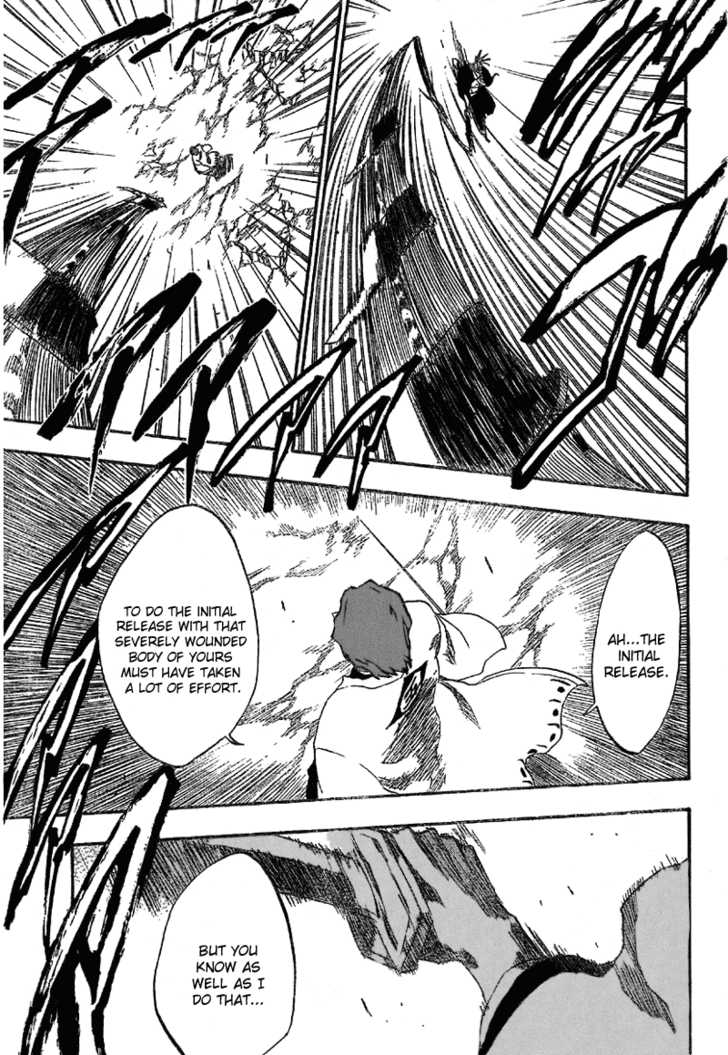 AH...THE
INITIAL
RELEASE.
TO DO THE INITIAL
RELEASE WITH THAT
SEVERELY WOUNDED
BODY OF YOURS
MUST HAVE TAKEN
A LOT OF EFFORT.
BUT YOU
KNOW AS
WELL AS I
DO THAT...